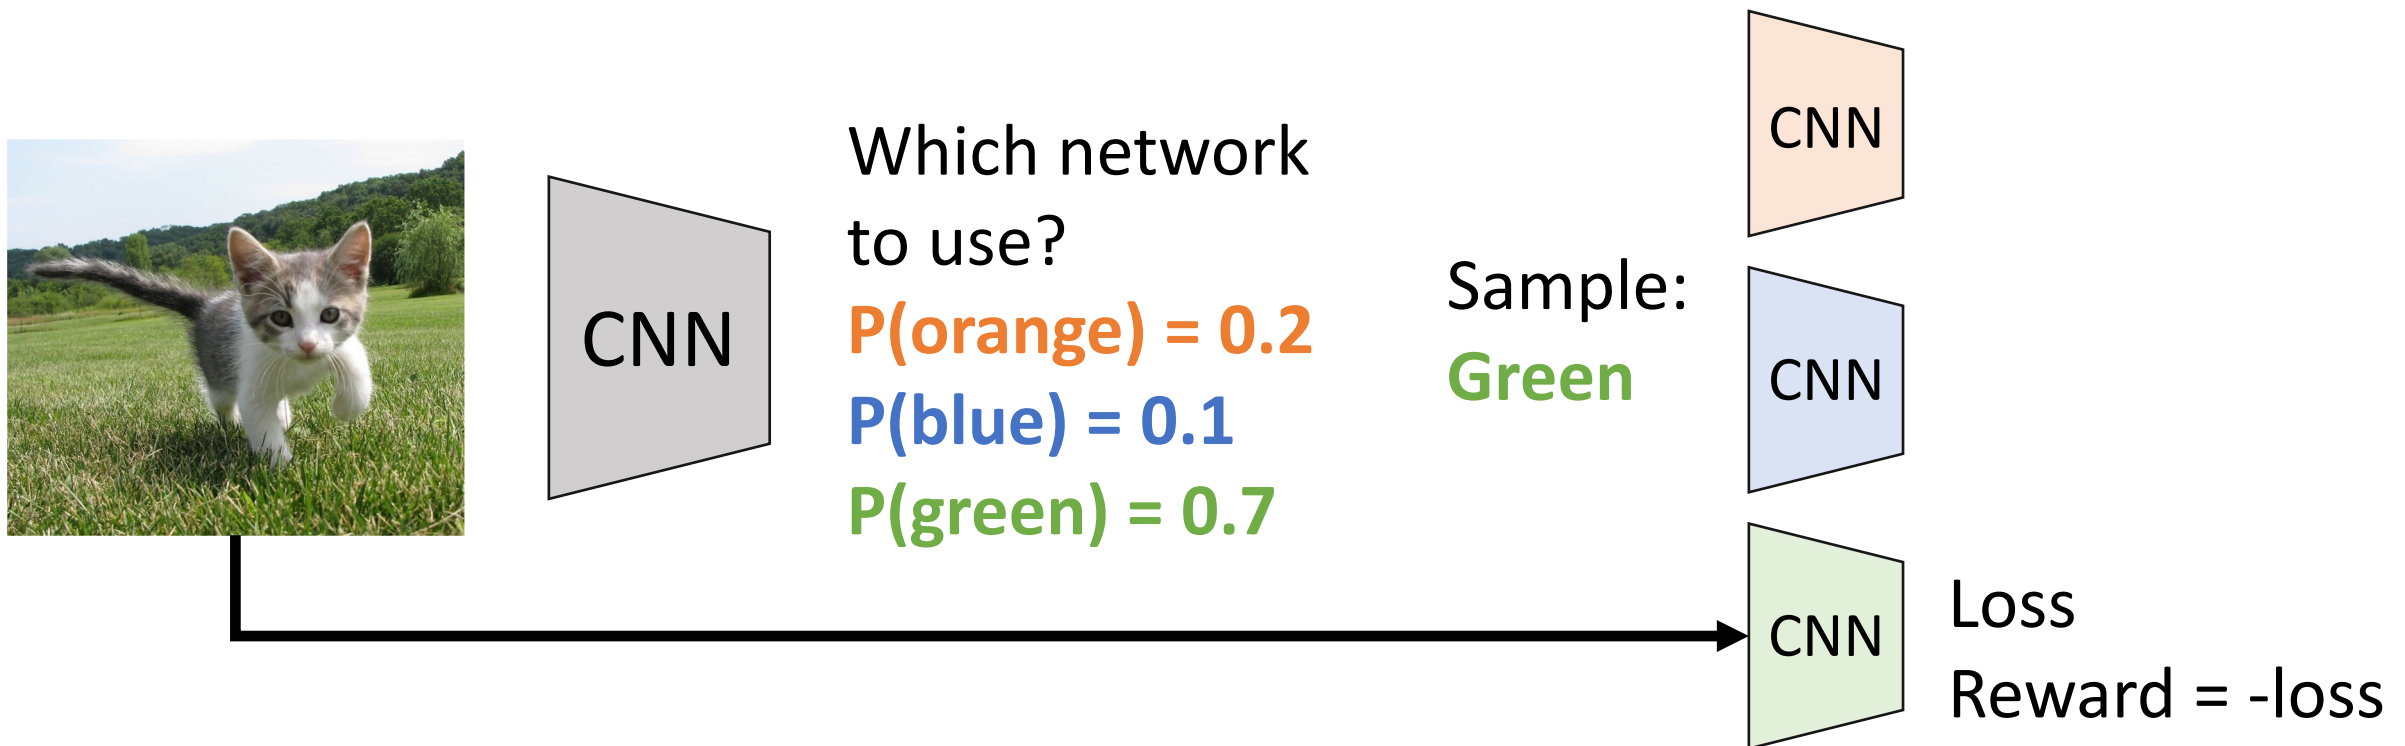 CNN
Which network
to use?
P(orange) = 0.2
P(blue) = 0.1
P(green) = 0.7
Sample:
Green
CNN
CNN
CNN
Loss
Reward = -loss